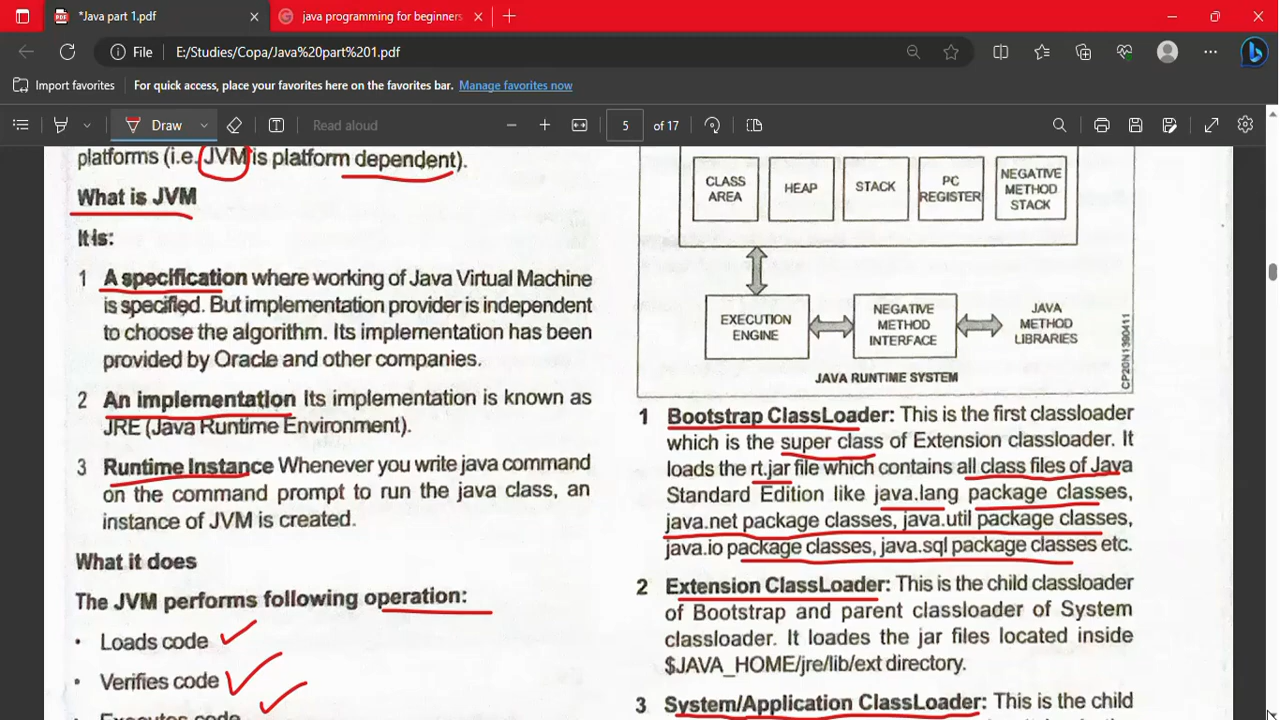 *Java part 1.pdf
java programming for beginners
File
E:/Studies/Copa/Java%20part%201.pdf
Import favorites
For quick access, place your favorites here on the favorites bar. Manage favorites now
Draw
Read aloud
5 of 17
platforms (i.e. JVM is platform dependent).
What is JVM
It is:
1 A specification where working of Java Virtual Machine
is specified. But implementation provider is independent
to choose the algorithm. Its implementation has been
provided by Oracle and other companies.
2 An implementation Its implementation is known as
JRE (Java Runtime Environment).
3 Runtime Instance Whenever you write java command
on the command prompt to run the java class, an
instance of JVM is created.
What it does
The JVM performs following operation:
• Loads code
• Verifies code
Executes code
CLASS
AREA
HEAP
STACK
PC
REGISTER
NEGATIVE
METHOD
STACK
EXECUTION
ENGINE
NEGATIVE
METHOD
INTERFACE
JAVA
METHOD
LIBRARIES
JAVA RUNTIME SYSTEM
CP20N1390411
1 Bootstrap ClassLoader: This is the first classloader
which is the super class of Extension classloader. It
loads the rt.jar file which contains all class files of Java
Standard Edition like java.lang package classes,
java.net package classes, java.util package classes,
java.io package classes, java.sql package classes etc.
2 Extension ClassLoader: This is the child classloader
of Bootstrap and parent classloader of System
classloader. It loades the jar files located inside
$JAVA_HOME/jre/lib/ext directory.
3 System/Application ClassLoader: This is the child